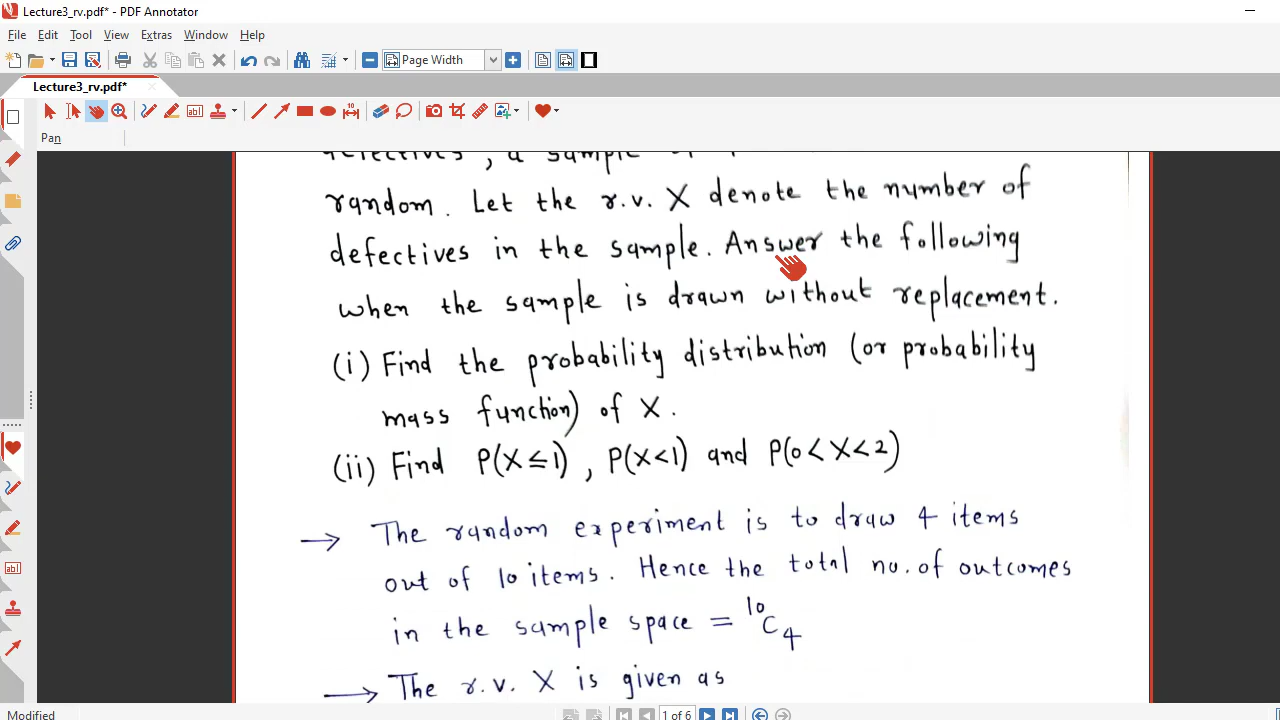 Lecture3_rv.pdf* - PDF Annotator
File Edit Tool View Extras Window Help
Page Width
Lecture3_rv.pdf*
Pan
defectives, a sample of
random. Let the r.v. X denote the number of
defectives in the sample. Answer the following
when the sample is drawn without replacement.
(i) Find the probability distribution (or probability
mass function) of X.
(ii) Find P(X ≤ 1), P(X<1) and P(0<X<2)
→ The random experiment is to draw 4 items
out of 10 items. Hence the total no. of outcomes
in the sample space = ¹⁰C₄
→ The r.v. X is given as
Modified 1 of 6